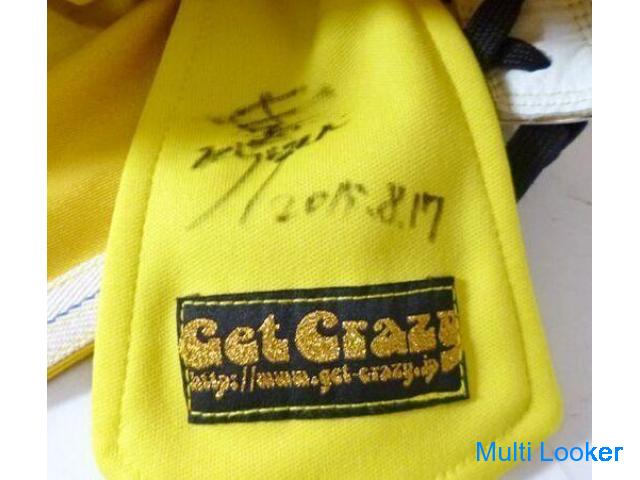 2015.8.17
Get Crazy
http://www.get-crazy.jp
Multi Looker